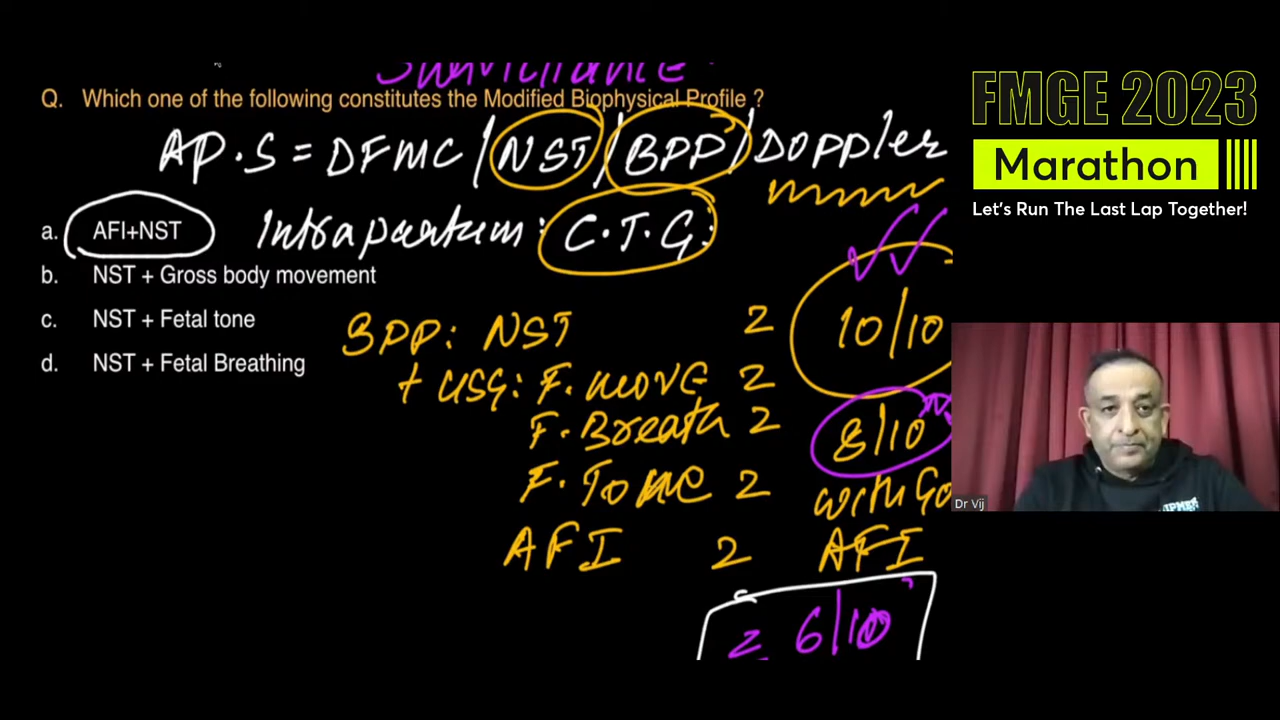 Surveillance
Q. Which one of the following constitutes the Modified Biophysical Profile ?
AP.S = DFMC / NST / BPP / Doppler
a. AFI+NST
Intrapartum: C.T.G.
b. NST + Gross body movement
c. NST + Fetal tone
d. NST + Fetal Breathing
BPP: NST 2
+ USG: F. move 2
F. Breath 2
F. Tone 2
AFI 2
10/10
8/10
with Go
AFI
6/10
FMGE 2023
Marathon
Let's Run The Last Lap Together!
Dr Vij